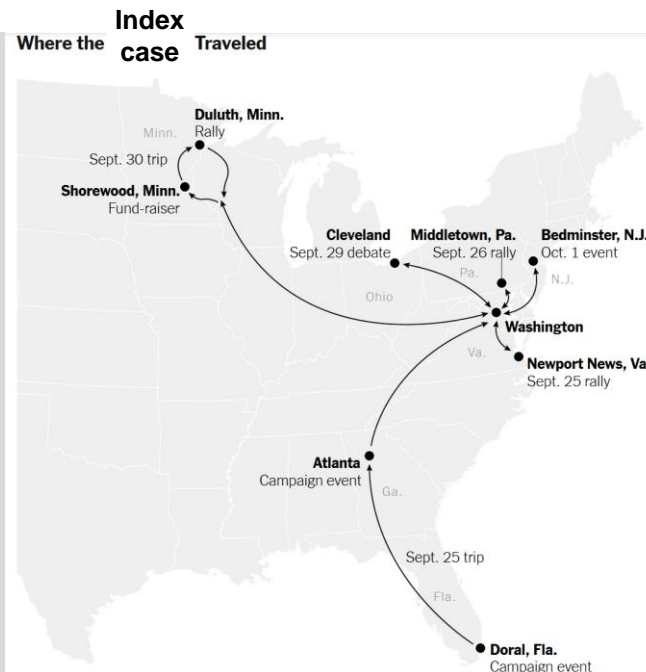 Index
case
Where the
Traveled
Duluth, Minn.
Rally
Minn.
Sept. 30 trip
Shorewood, Minn.
Fund-raiser
Cleveland
Sept. 29 debate
Middletown, Pa.
Sept. 26 rally
Bedminster, N.J.
Oct. 1 event
Pa.
N.J.
Ohio
Washington
Va.
Newport News, Va
Sept. 25 rally
Atlanta
Campaign event
Ga.
Sept. 25 trip
Fla.
Doral, Fla.
Campaign event